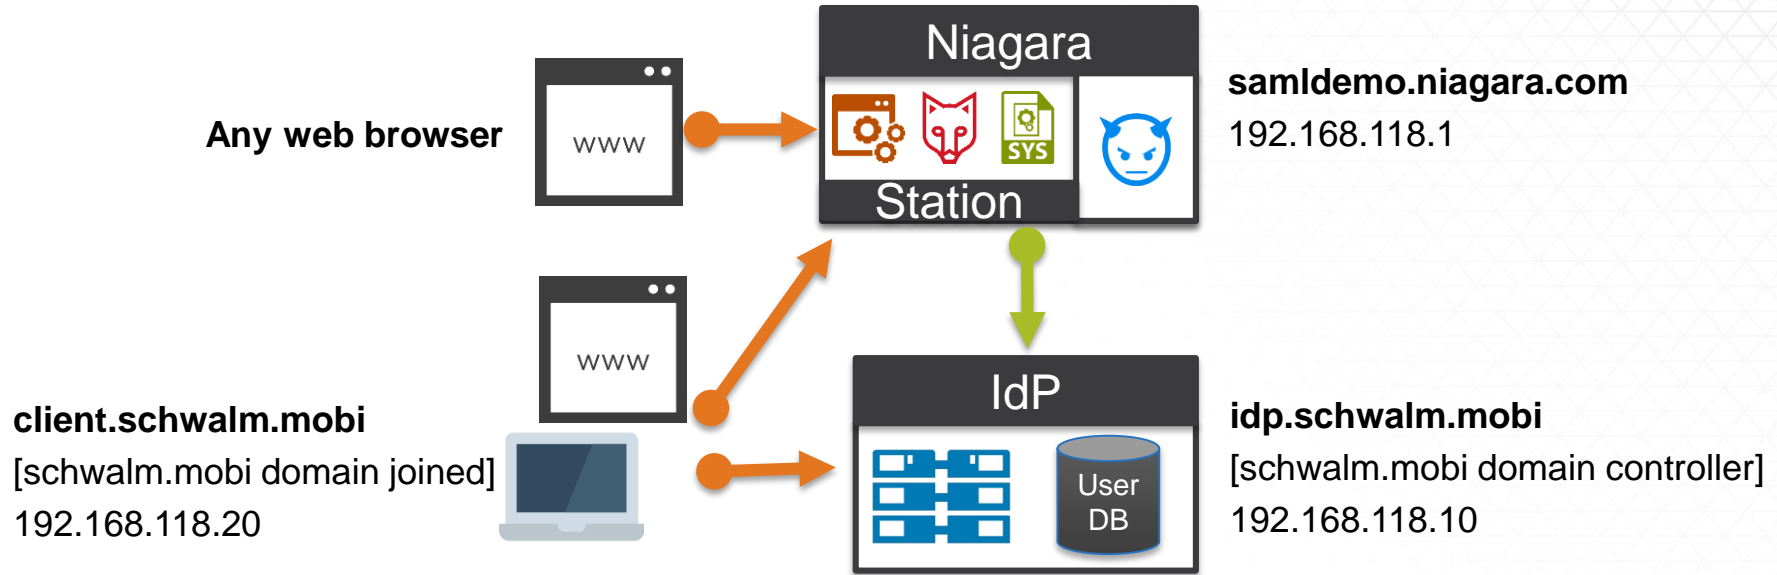 Niagara
samldemo.niagara.com
192.168.118.1
Any web browser
www
SYS
Station
www
client.schwalm.mobi
[schwalm.mobi domain joined]
192.168.118.20
IdP
User
DB
idp.schwalm.mobi
[schwalm.mobi domain controller]
192.168.118.10